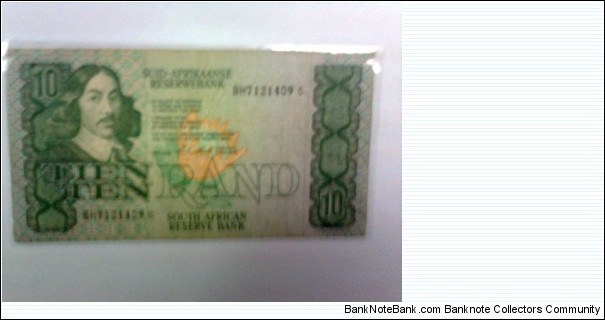 10
SUID-AFRIKAANSE
RESERWEBANK
BH7121409
TIEN
TEN RAND
BH7121409
SOUTH AFRICAN
RESERVE BANK
10
BankNoteBank.com Banknote Collectors Community